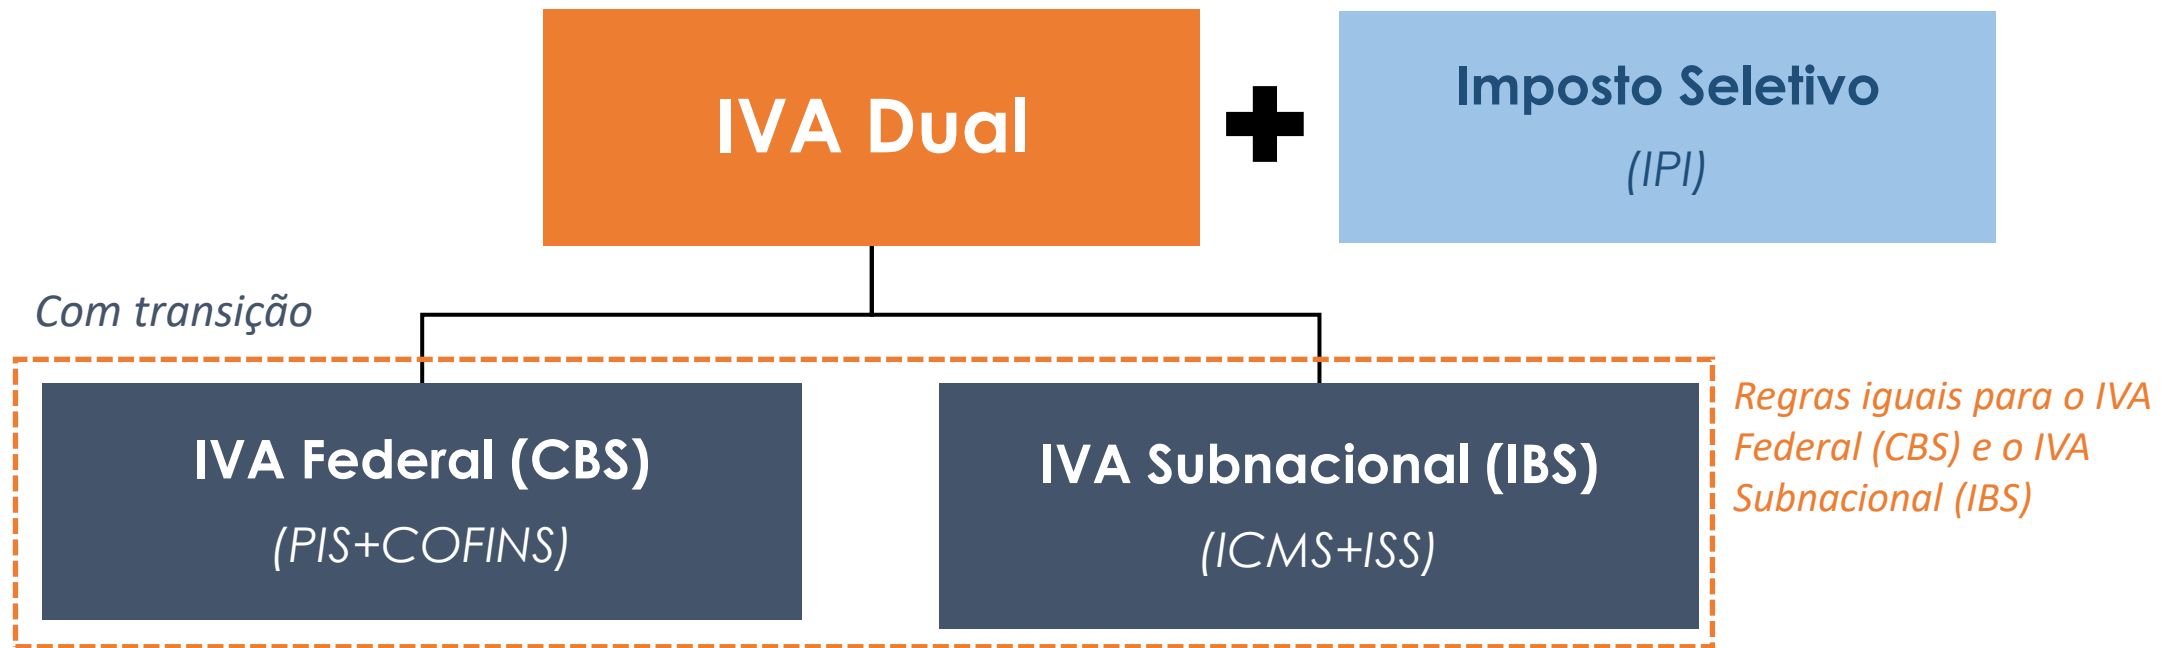 IVA Dual
Imposto Seletivo
(IPI)
Com transição
IVA Federal (CBS)
(PIS+COFINS)
IVA Subnacional (IBS)
(ICMS+ISS)
Regras iguais para o IVA
Federal (CBS) e o IVA
Subnacional (IBS)